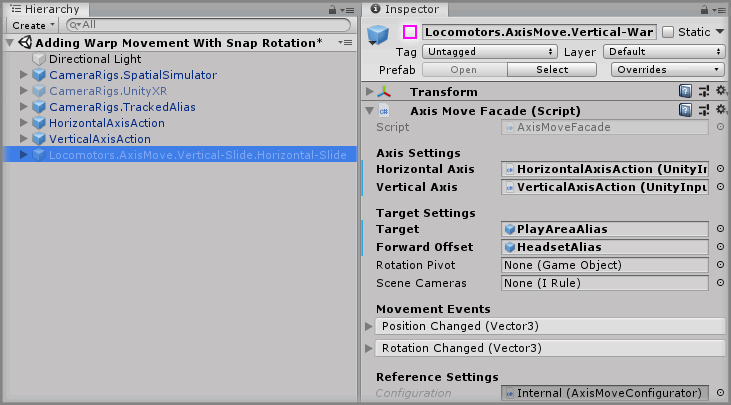 Hierarchy
Create
All
Adding Warp Movement With Snap Rotation*
Directional Light
CameraRigs.SpatialSimulator
CameraRigs.UnityXR
CameraRigs.TrackedAlias
HorizontalAxisAction
VerticalAxisAction
Locomotors.AxisMove.Vertical-Slide.Horizontal-Slide
Inspector
Locomotors.AxisMove.Vertical-War
Static
Tag Untagged Layer Default
Prefab Open Select Overrides
Transform
Axis Move Facade (Script)
Script AxisMoveFacade
Axis Settings
Horizontal Axis HorizontalAxisAction (UnityIn
Vertical Axis VerticalAxisAction (UnityInpu
Target Settings
Target PlayAreaAlias
Forward Offset HeadsetAlias
Rotation Pivot None (Game Object)
Scene Cameras None (I Rule)
Movement Events
Position Changed (Vector3)
Rotation Changed (Vector3)
Reference Settings
Configuration Internal (AxisMoveConfigurator)